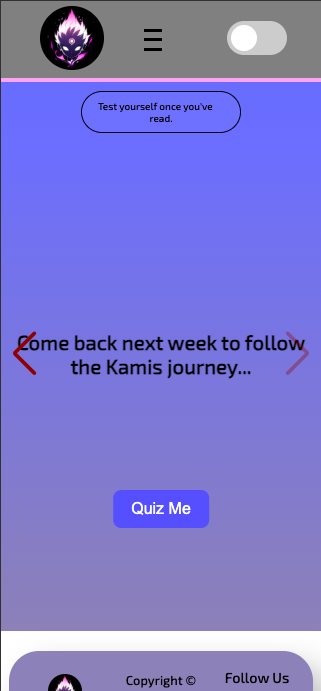 Test yourself once you've
read.
Come back next week to follow
the Kamis journey...
Quiz Me
Copyright ©
Follow Us